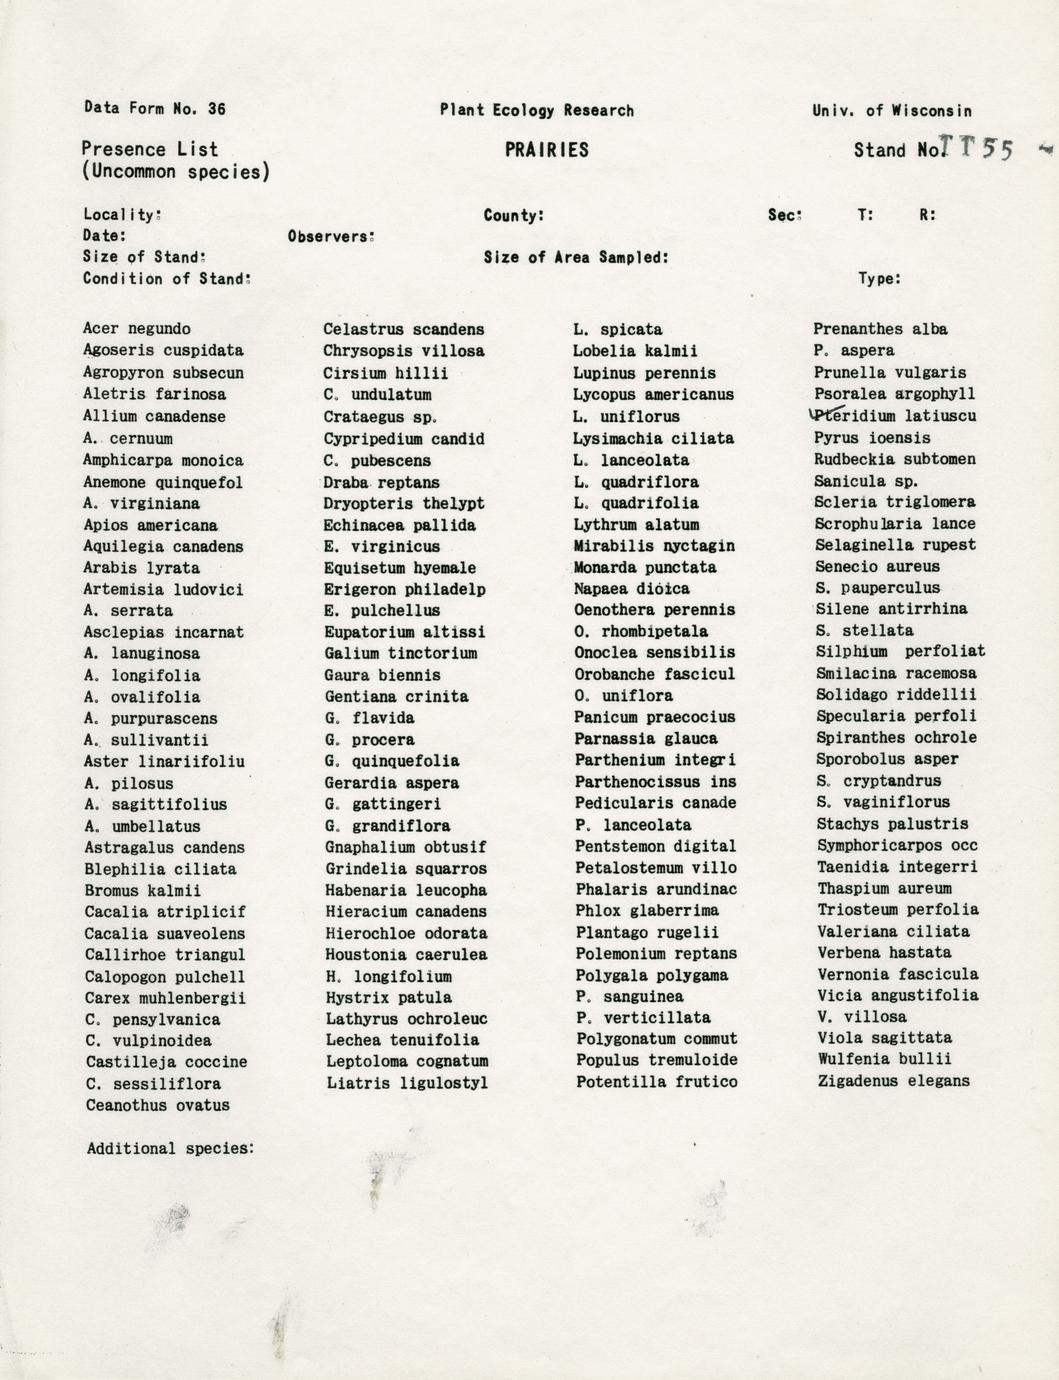 Data Form No. 36 Plant Ecology Research Univ. of Wisconsin
Presence List PRAIRIES Stand No. TT55
(Uncommon species)
Locality: County: Sec: T: R:
Date: Observers:
Size of Stand: Size of Area Sampled:
Condition of Stand: Type:
Acer negundo
Agoseris cuspidata
Agropyron subsecun
Aletris farinosa
Allium canadense
A. cernuum
Amphicarpa monoica
Anemone quinquefol
A. virginiana
Apios americana
Aquilegia canadens
Arabis lyrata
Artemisia ludovici
A. serrata
Asclepias incarnat
A. lanuginosa
A. longifolia
A. ovalifolia
A. purpurascens
A. sullivantii
Aster linariifoliu
A. pilosus
A. sagittifolius
A. umbellatus
Astragalus candens
Blephilia ciliata
Bromus kalmii
Cacalia atriplicif
Cacalia suaveolens
Callirhoe triangul
Calopogon pulchell
Carex muhlenbergii
C. pensylvanica
C. vulpinoidea
Castilleja coccine
C. sessiliflora
Ceanothus ovatus
Celastrus scandens
Chrysopsis villosa
Cirsium hillii
C. undulatum
Crataegus sp.
Cypripedium candid
C. pubescens
Draba reptans
Dryopteris thelypt
Echinacea pallida
E. virginicus
Equisetum hyemale
Erigeron philadelp
E. pulchellus
Eupatorium altissi
Galium tinctorium
Gaura biennis
Gentiana crinita
G. flavida
G. procera
G. quinquefolia
Gerardia aspera
G. gattingeri
G. grandiflora
Gnaphalium obtusif
Grindelia squarros
Habenaria leucopha
Hieracium canadens
Hierochloe odorata
Houstonia caerulea
H. longifolium
Hystrix patula
Lathyrus ochroleuc
Lechea tenuifolia
Leptoloma cognatum
Liatris ligulostyl
L. spicata
Lobelia kalmii
Lupinus perennis
Lycopus americanus
L. uniflorus
Lysimachia ciliata
L. lanceolata
L. quadriflora
L. quadrifolia
Lythrum alatum
Mirabilis nyctagin
Monarda punctata
Napaea dioica
Oenothera perennis
O. rhombipetala
Onoclea sensibilis
Orobanche fascicul
O. uniflora
Panicum praecocius
Parnassia glauca
Parthenium integri
Parthenocissus ins
Pedicularis canade
P. lanceolata
Pentstemon digital
Petalostemum villo
Phalaris arundinac
Phlox glaberrima
Plantago rugelii
Polemonium reptans
Polygala polygama
P. sanguinea
P. verticillata
Polygonatum commut
Populus tremuloide
Potentilla frutico
Prenanthes alba
P. aspera
Prunella vulgaris
Psoralea argophyll
Pteridium latiuscu
Pyrus ioensis
Rudbeckia subtomen
Sanicula sp.
Scleria triglomera
Scrophularia lance
Selaginella rupest
Senecio aureus
S. pauperculus
Silene antirrhina
S. stellata
Silphium perfoliat
Smilacina racemosa
Solidago riddellii
Specularia perfoli
Spiranthes ochrole
Sporobolus asper
S. cryptandrus
S. vaginiflorus
Stachys palustris
Symphoricarpos occ
Taenidia integerri
Thaspium aureum
Triosteum perfolia
Valeriana ciliata
Verbena hastata
Vernonia fascicula
Vicia angustifolia
V. villosa
Viola sagittata
Wulfenia bullii
Zigadenus elegans
Additional species: